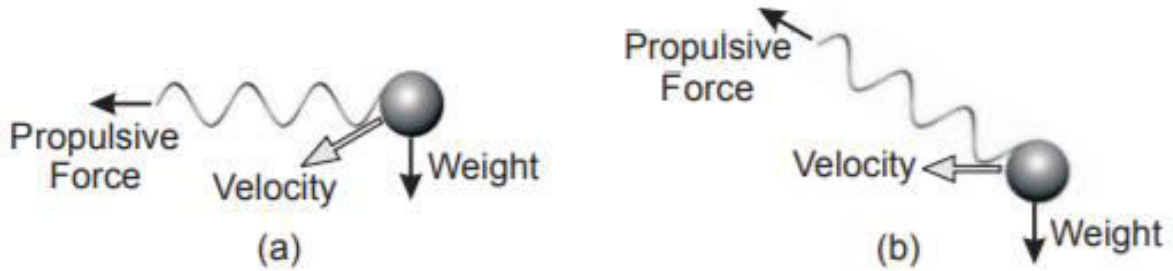 Propulsive
Force
Velocity
Weight
(a)
Propulsive
Force
Velocity
Weight
(b)